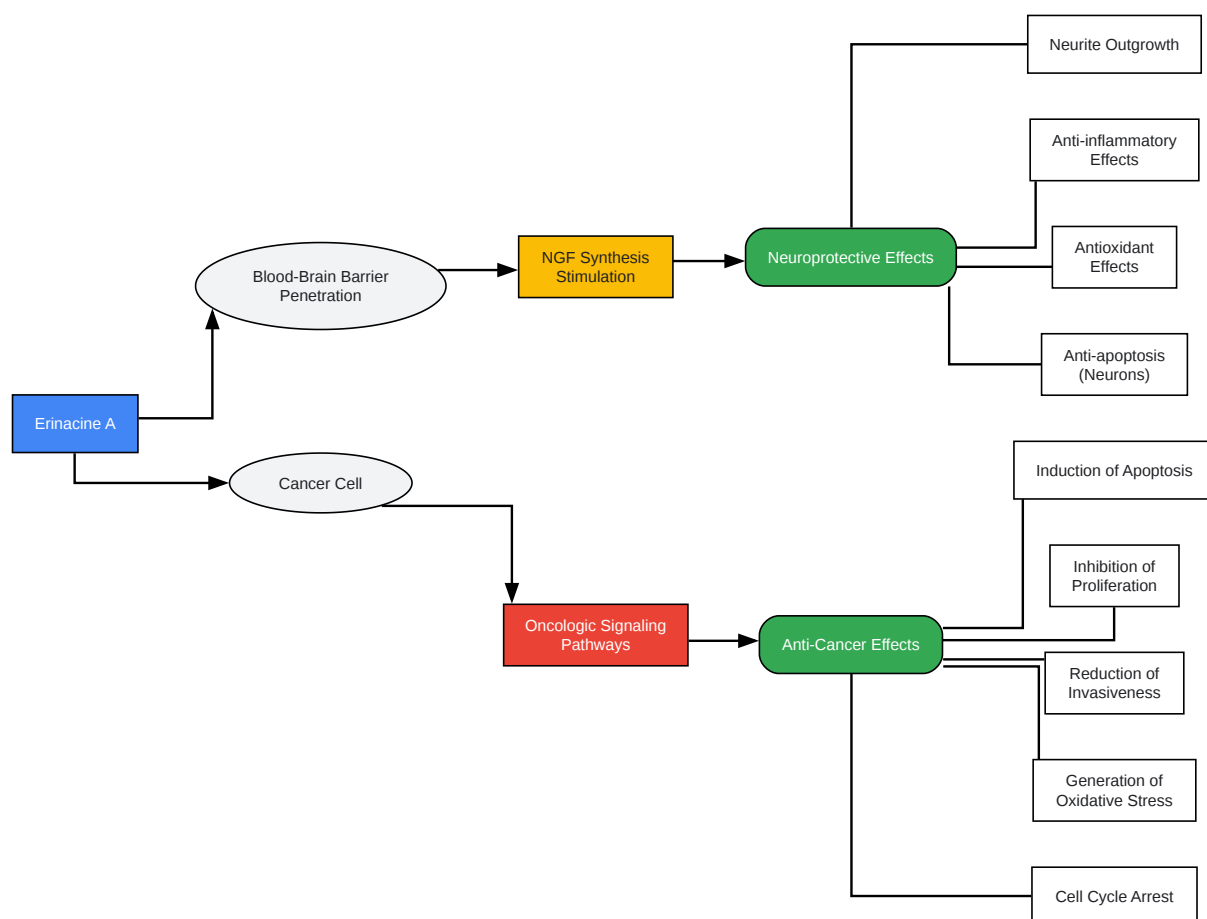 Neurite Outgrowth
Anti-inflammatory
Effects
Blood-Brain Barrier
Penetration
NGF Synthesis
Stimulation
Neuroprotective Effects
Antioxidant
Effects
Anti-apoptosis
(Neurons)
Erinacine A
Cancer Cell
Induction of Apoptosis
Inhibition of
Proliferation
Oncologic Signaling
Pathways
Anti-Cancer Effects
Reduction of
Invasiveness
Generation of
Oxidative Stress
Cell Cycle Arrest